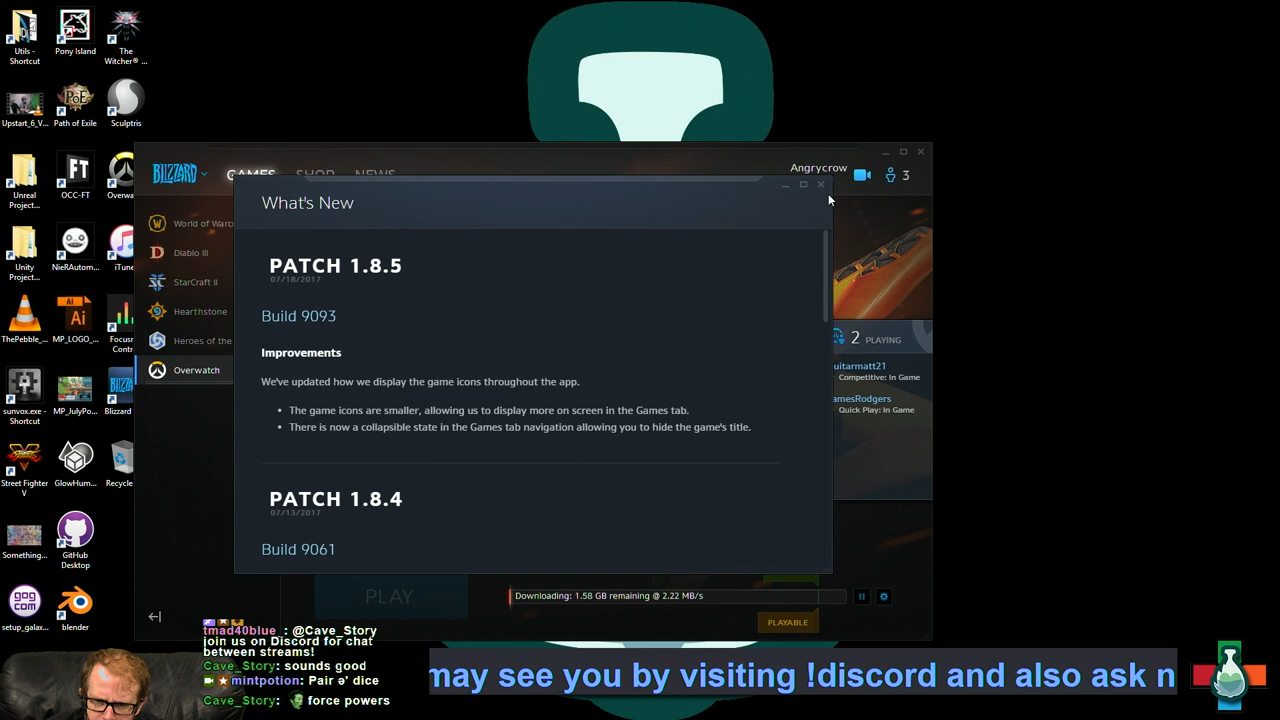 Utils -
Shortcut
Pony Island
The
Witcher® ...
Upstart_6_V...
Path of Exile
Sculptris
Unreal
Project...
OCC-FT
Overwa
Unity
Project...
NieRAutom...
iTune
ThePebble_...
MP_LOGO_...
Focusr
Contr
sunvox.exe -
Shortcut
MP_JulyPo...
Blizzard
Street Fighter
V
GlowHum...
Recycle
Something...
GitHub
Desktop
setup_galax...
blender
BLIZZARD
GAMES
SHOP
NEWS
Angrycrow
3
World of Warc
Diablo III
StarCraft II
Hearthstone
Heroes of the
Overwatch
What's New
PATCH 1.8.5
07/18/2017
Build 9093
Improvements
We've updated how we display the game icons throughout the app.
• The game icons are smaller, allowing us to display more on screen in the Games tab.
• There is now a collapsible state in the Games tab navigation allowing you to hide the game's title.
PATCH 1.8.4
07/13/2017
Build 9061
2 PLAYING
uitarmatt21
Competitive: In Game
amesRodgers
Quick Play: In Game
PLAY
Downloading: 1.58 GB remaining @ 2.22 MB/s
PLAYABLE
tmad40blue : @Cave_Story
join us on Discord for chat
between streams!
Cave_Story: sounds good
mintpotion: Pair a' dice
Cave_Story: force powers
may see you by visiting !discord and also ask n